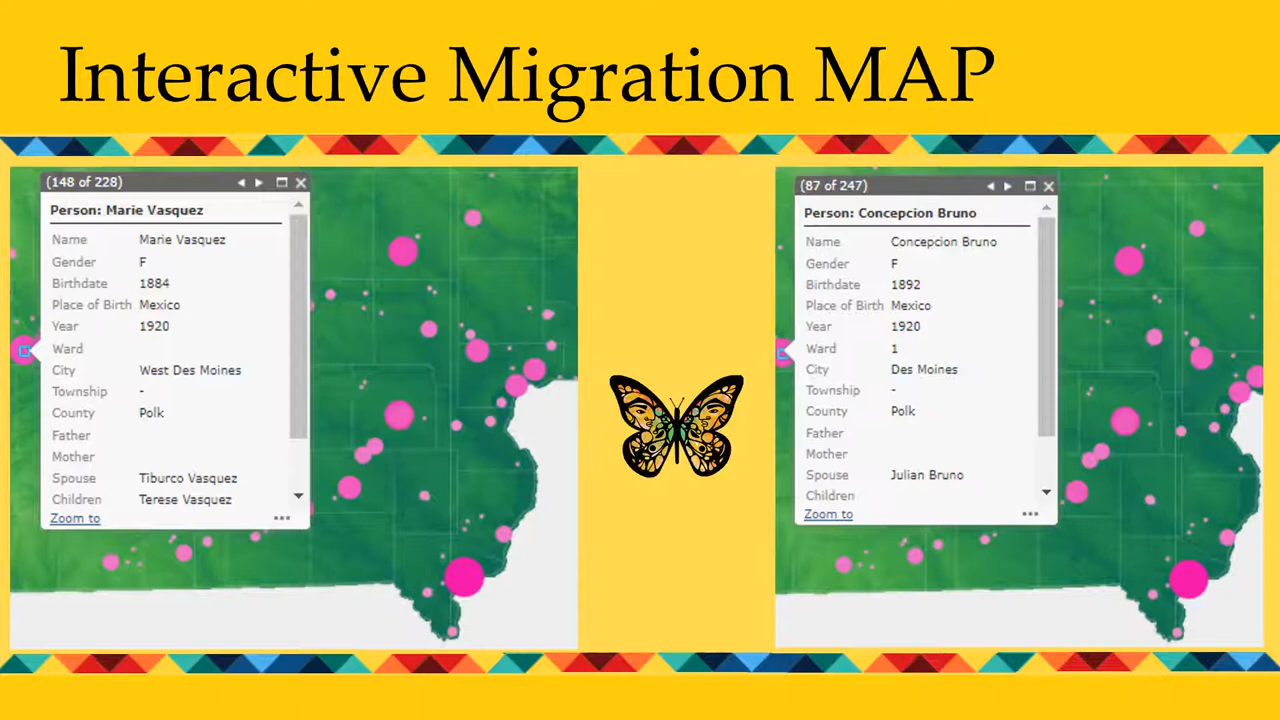 Interactive Migration MAP
(148 of 228)
Person: Marie Vasquez
Name Marie Vasquez
Gender F
Birthdate 1884
Place of Birth Mexico
Year 1920
Ward
City West Des Moines
Township -
County Polk
Father
Mother
Spouse Tiburco Vasquez
Children Terese Vasquez
Zoom to
(87 of 247)
Person: Concepcion Bruno
Name Concepcion Bruno
Gender F
Birthdate 1892
Place of Birth Mexico
Year 1920
Ward 1
City Des Moines
Township -
County Polk
Father
Mother
Spouse Julian Bruno
Children
Zoom to